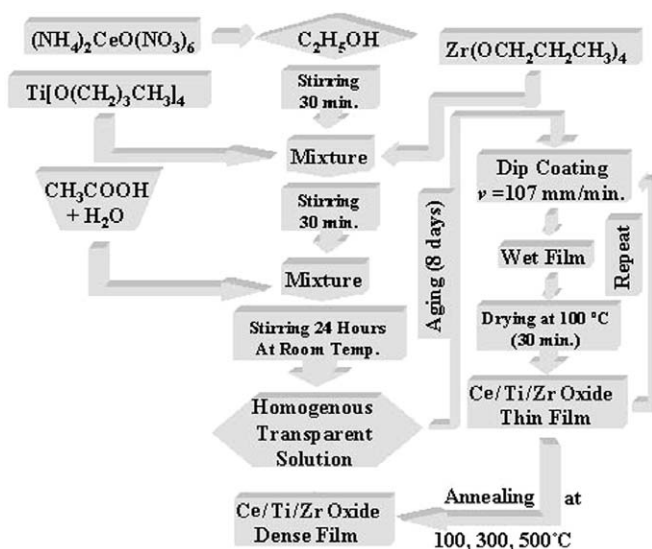 (NH₄)₂CeO(NO₃)₆
C₂H₅OH
Zr(OCH₂CH₂CH₃)₄
Ti[O(CH₂)₃CH₃]₄
Stirring
30 min.
Mixture
CH₃COOH
+ H₂O
Stirring
30 min.
Mixture
Stirring 24 Hours
At Room Temp.
Homogenous
Transparent
Solution
Aging (8 days)
Dip Coating
v =107 mm/min.
Wet Film
Repeat
Drying at 100 °C
(30 min.)
Ce/Ti/Zr Oxide
Thin Film
Annealing at
100, 300, 500°C
Ce/Ti/Zr Oxide
Dense Film